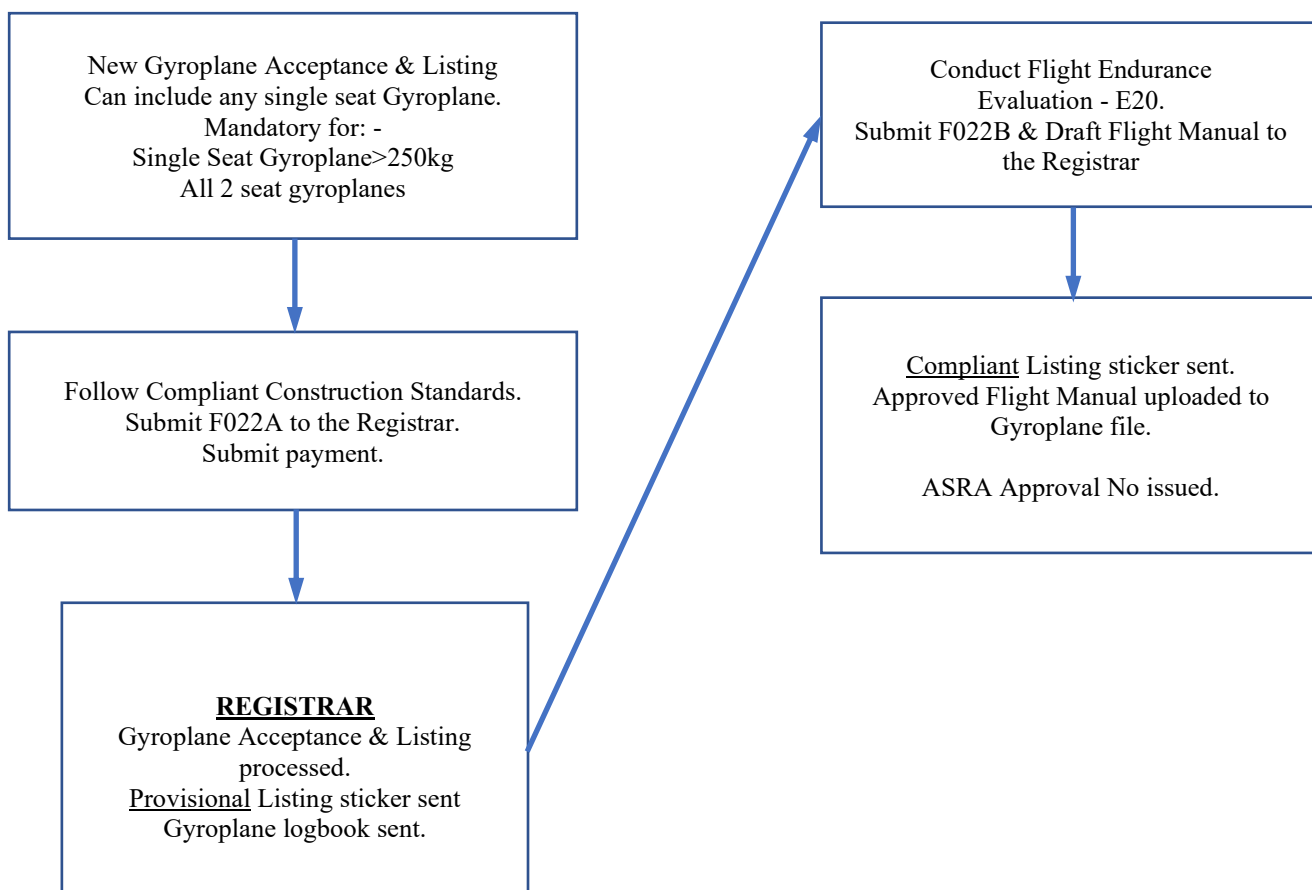 New Gyroplane Acceptance & Listing
Can include any single seat Gyroplane.
Mandatory for: -
Single Seat Gyroplane>250kg
All 2 seat gyroplanes
Follow Compliant Construction Standards.
Submit F022A to the Registrar.
Submit payment.
REGISTRAR
Gyroplane Acceptance & Listing
processed.
Provisional Listing sticker sent
Gyroplane logbook sent.
Conduct Flight Endurance
Evaluation - E20.
Submit F022B & Draft Flight Manual to
the Registrar
Compliant Listing sticker sent.
Approved Flight Manual uploaded to
Gyroplane file.
ASRA Approval No issued.